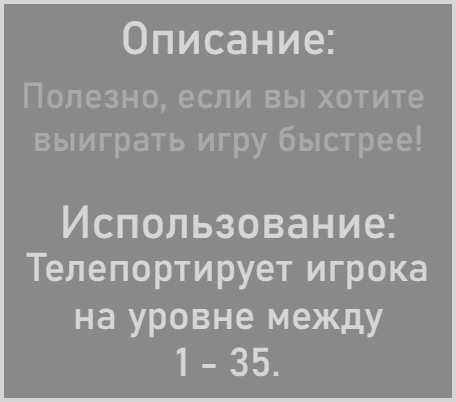 Описание:
Полезно, если вы хотите
выиграть игру быстрее!
Использование:
Телепортирует игрока
на уровне между
1 - 35.